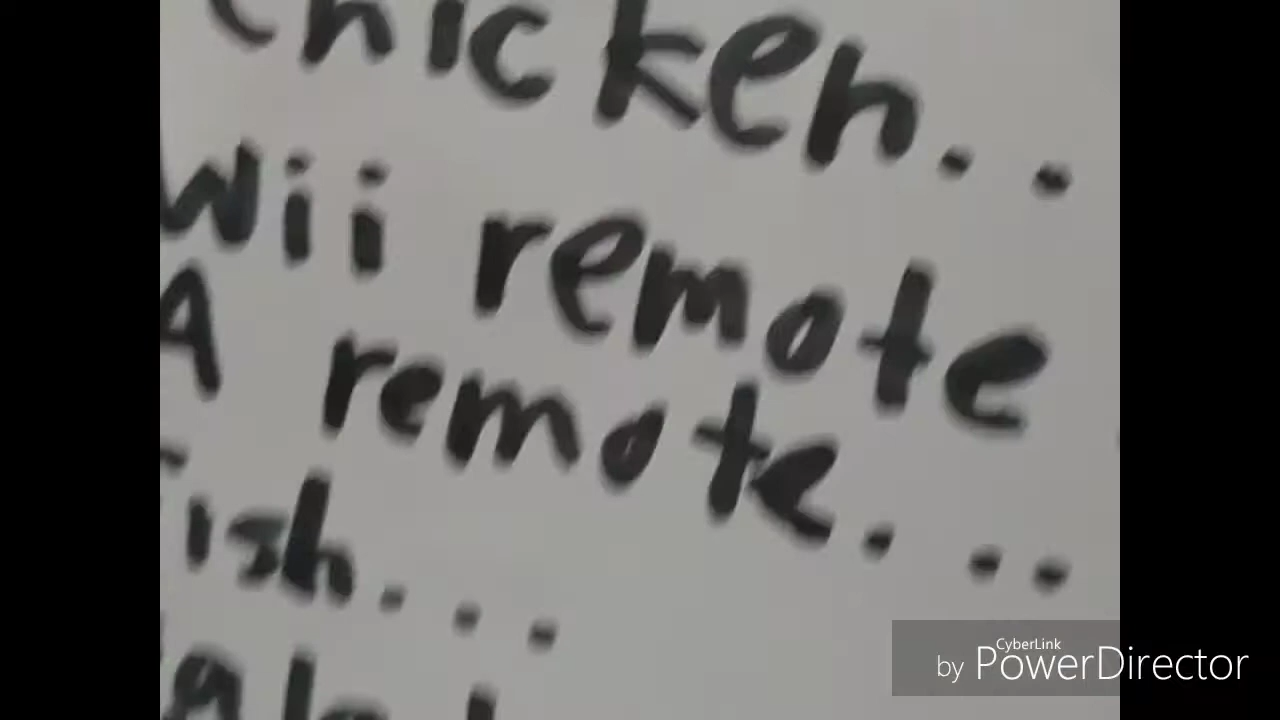 chicken..
Wii remote
A remote...
ish...
CyberLink
by PowerDirector